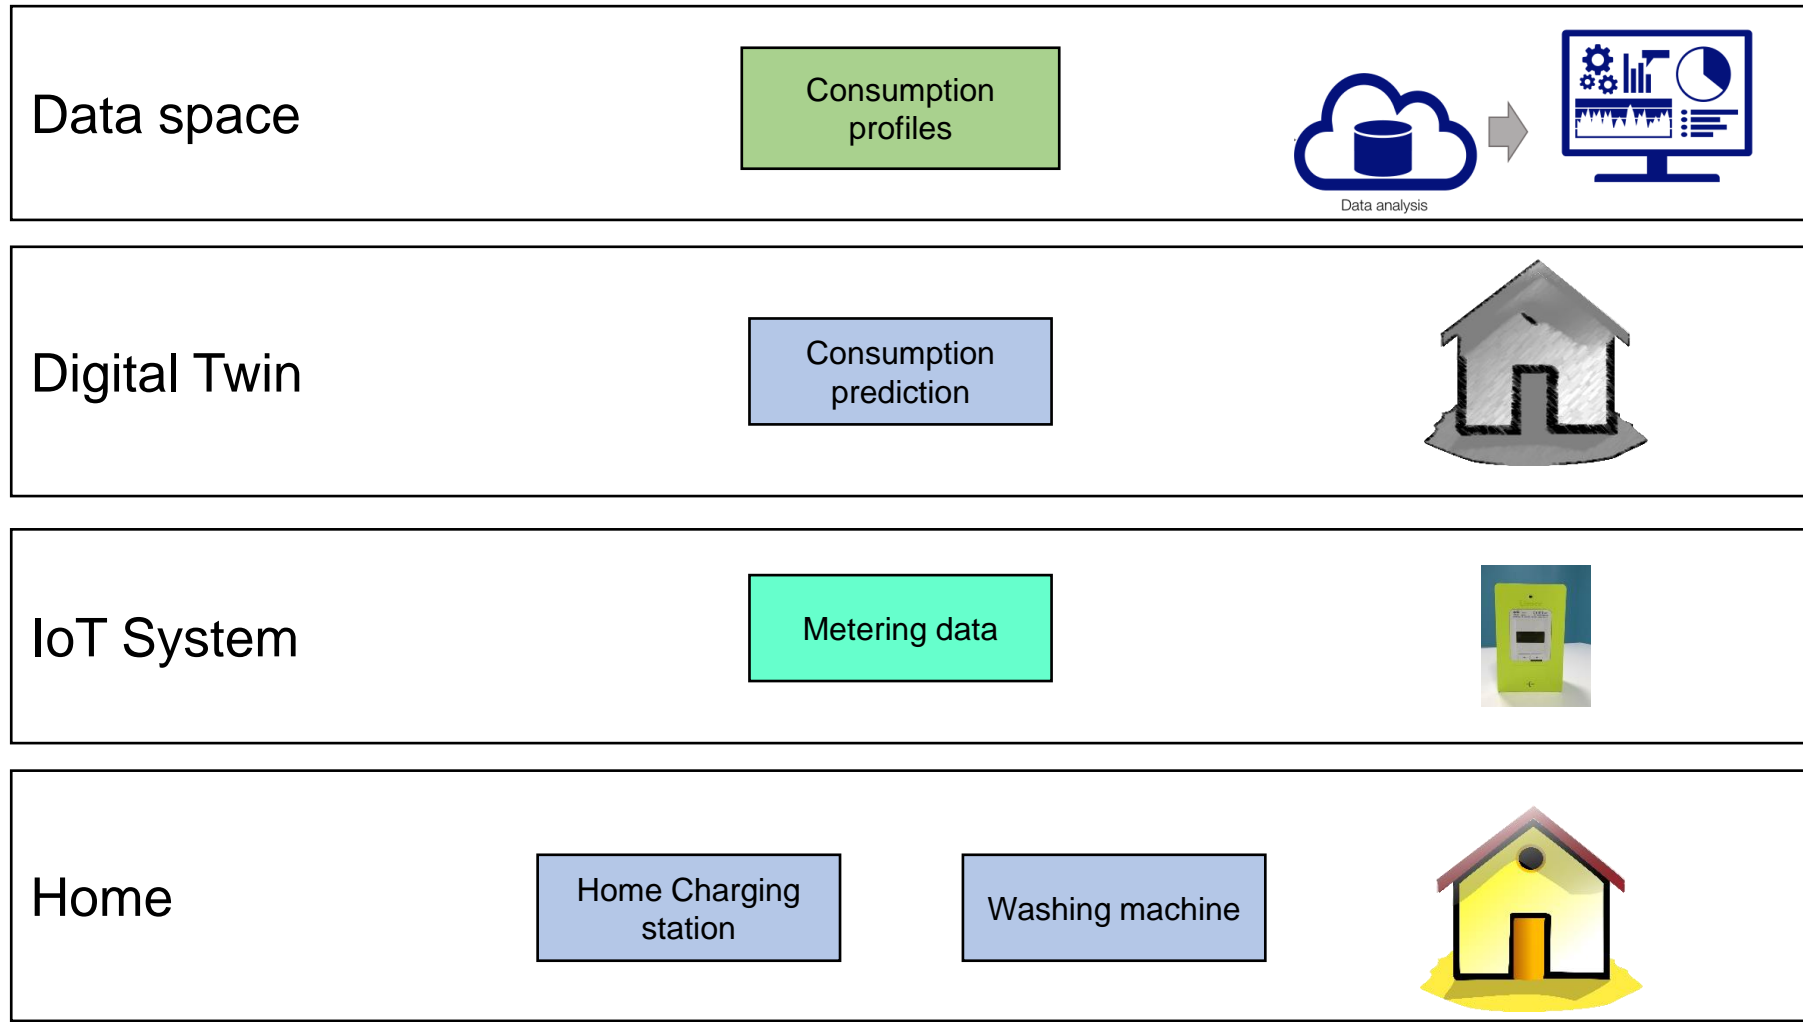 Data space
Consumption
profiles
Data analysis
Digital Twin
Consumption
prediction
IoT System
Metering data
Home
Home Charging
station
Washing machine